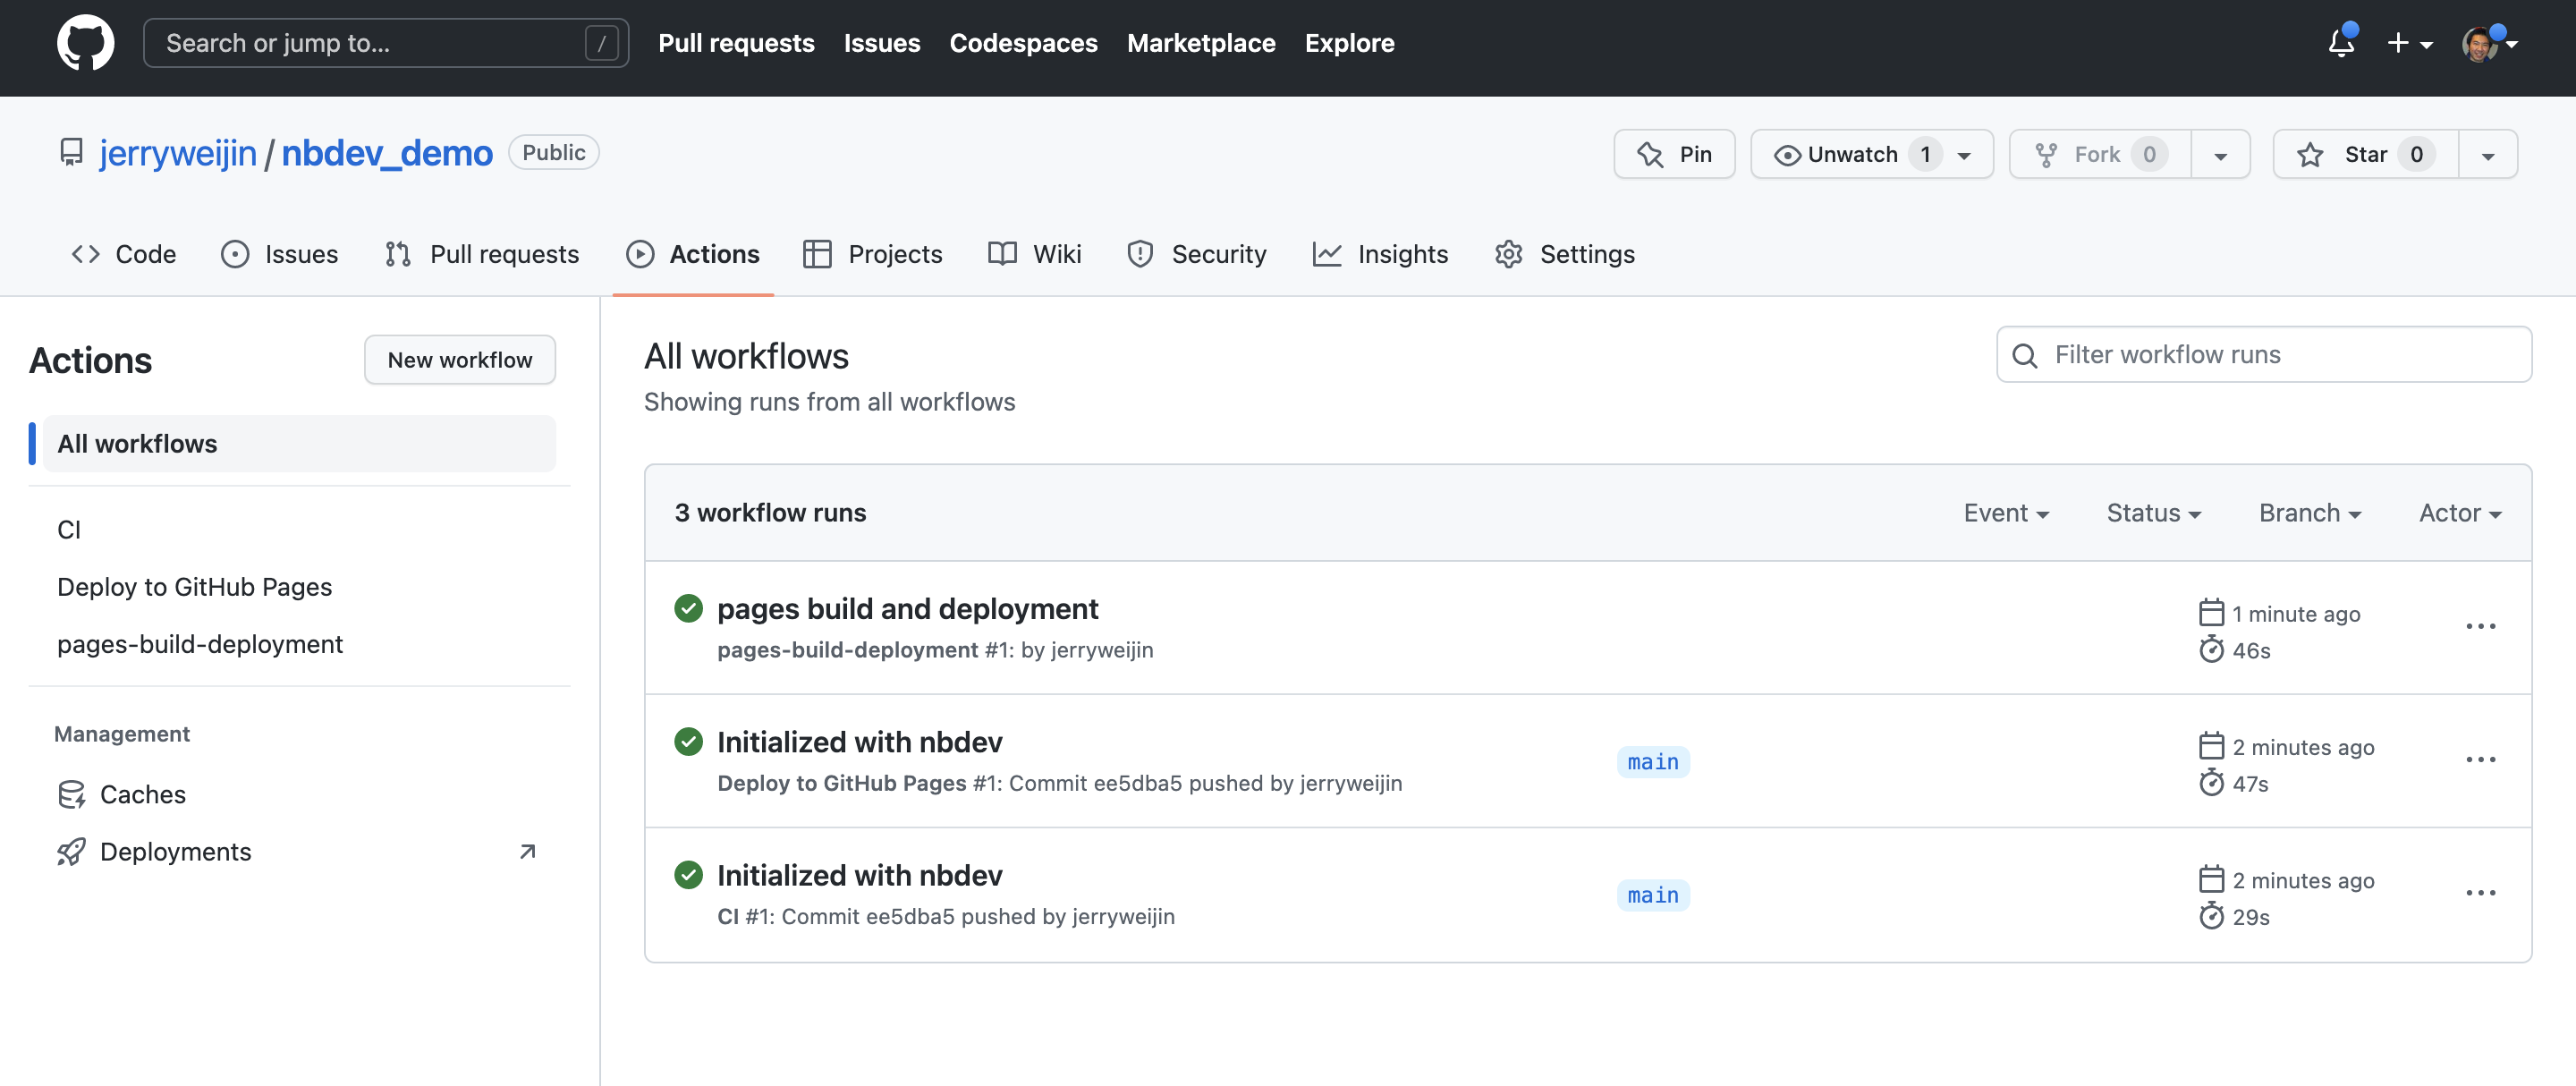 Search or jump to... /
Pull requests Issues Codespaces Marketplace Explore
jerryweijin / nbdev_demo Public
Pin Unwatch 1 Fork 0 Star 0
Code Issues Pull requests Actions Projects Wiki Security Insights Settings
Actions
New workflow
All workflows
CI
Deploy to GitHub Pages
pages-build-deployment
Management
Caches
Deployments
All workflows
Showing runs from all workflows
Filter workflow runs
3 workflow runs
Event Status Branch Actor
pages build and deployment
pages-build-deployment #1: by jerryweijin
1 minute ago
46s
Initialized with nbdev
Deploy to GitHub Pages #1: Commit ee5dba5 pushed by jerryweijin
main
2 minutes ago
47s
Initialized with nbdev
CI #1: Commit ee5dba5 pushed by jerryweijin
main
2 minutes ago
29s